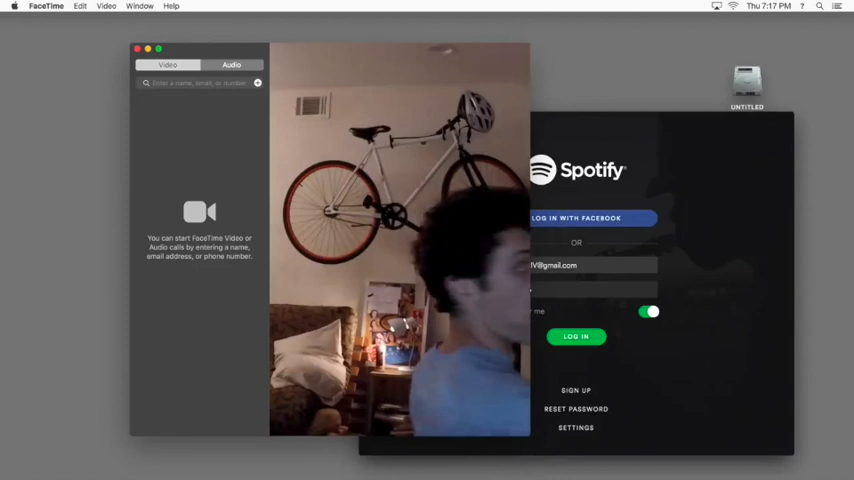 FaceTime Edit Video Window Help
Thu 7:17 PM ?
Video Audio
Enter a name, email, or number
You can start FaceTime Video or
Audio calls by entering a name,
email address, or phone number.
UNTITLED
Spotify
LOG IN WITH FACEBOOK
OR
@gmail.com
me
LOG IN
SIGN UP
RESET PASSWORD
SETTINGS